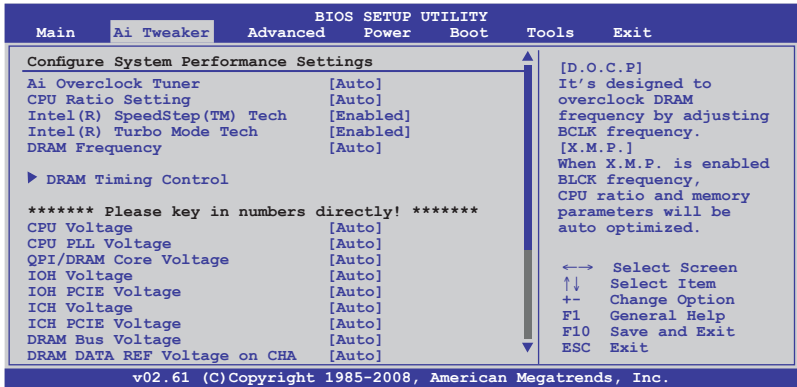 BIOS SETUP UTILITY
Main Ai Tweaker Advanced Power Boot Tools Exit
Configure System Performance Settings
Ai Overclock Tuner [Auto]
CPU Ratio Setting [Auto]
Intel(R) SpeedStep(TM) Tech [Enabled]
Intel(R) Turbo Mode Tech [Enabled]
DRAM Frequency [Auto]
DRAM Timing Control
******* Please key in numbers directly! *******
CPU Voltage [Auto]
CPU PLL Voltage [Auto]
QPI/DRAM Core Voltage [Auto]
IOH Voltage [Auto]
IOH PCIE Voltage [Auto]
ICH Voltage [Auto]
ICH PCIE Voltage [Auto]
DRAM Bus Voltage [Auto]
DRAM DATA REF Voltage on CHA [Auto]
[D.O.C.P]
It's designed to
overclock DRAM
frequency by adjusting
BCLK frequency.
[X.M.P.]
When X.M.P. is enabled
BLCK frequency,
CPU ratio and memory
parameters will be
auto optimized.
←→ Select Screen
↑↓ Select Item
+- Change Option
F1 General Help
F10 Save and Exit
ESC Exit
v02.61 (C)Copyright 1985-2008, American Megatrends, Inc.